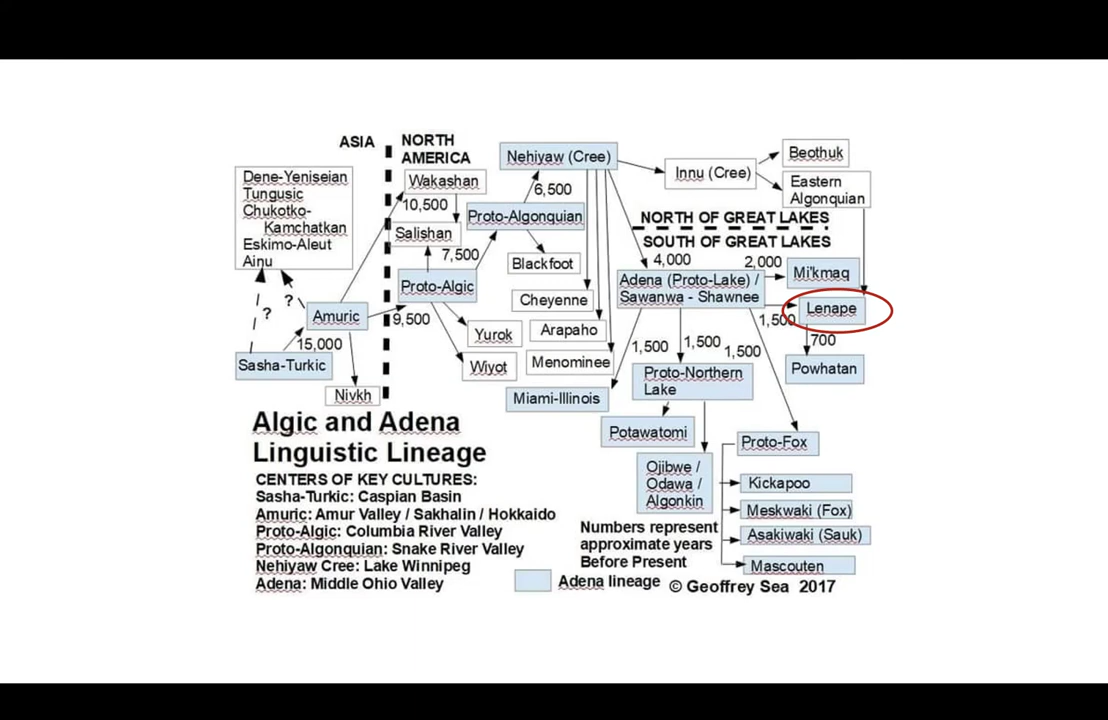 ASIA
NORTH
AMERICA
Dene-Yeniseian
Tungusic
Chukotko-
Kamchatkan
Eskimo-Aleut
Ainu
?
?
Amuric
15,000
Sasha-Turkic
Nivkh
Wakashan
10,500
Salishan
7,500
Proto-Algic
9,500
Yurok
Wiyot
Nehiyaw (Cree)
6,500
Proto-Algonquian
Blackfoot
Cheyenne
Arapaho
Menominee
Innu (Cree)
Beothuk
Eastern
Algonquian
NORTH OF GREAT LAKES
SOUTH OF GREAT LAKES
4,000
2,000
Adena (Proto-Lake) /
Sawanwa - Shawnee
Mi'kmaq
Lenape
1,500
700
Powhatan
1,500
1,500
1,500
Miami-Illinois
Proto-Northern
Lake
Potawatomi
Ojibwe /
Odawa /
Algonkin
Proto-Fox
Kickapoo
Meskwaki (Fox)
Asakiwaki (Sauk)
Mascouten
Algic and Adena
Linguistic Lineage
CENTERS OF KEY CULTURES:
Sasha-Turkic: Caspian Basin
Amuric: Amur Valley / Sakhalin / Hokkaido
Proto-Algic: Columbia River Valley
Proto-Algonquian: Snake River Valley
Nehiyaw Cree: Lake Winnipeg
Adena: Middle Ohio Valley
Numbers represent
approximate years
Before Present
Adena lineage
© Geoffrey Sea 2017